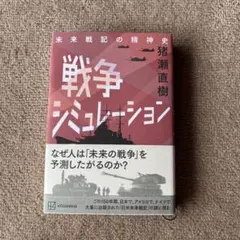 未来戦記の精神史
猪瀬直樹
戦争
シミュレーション
なぜ人は「未来の戦争」を
予測したがるのか?